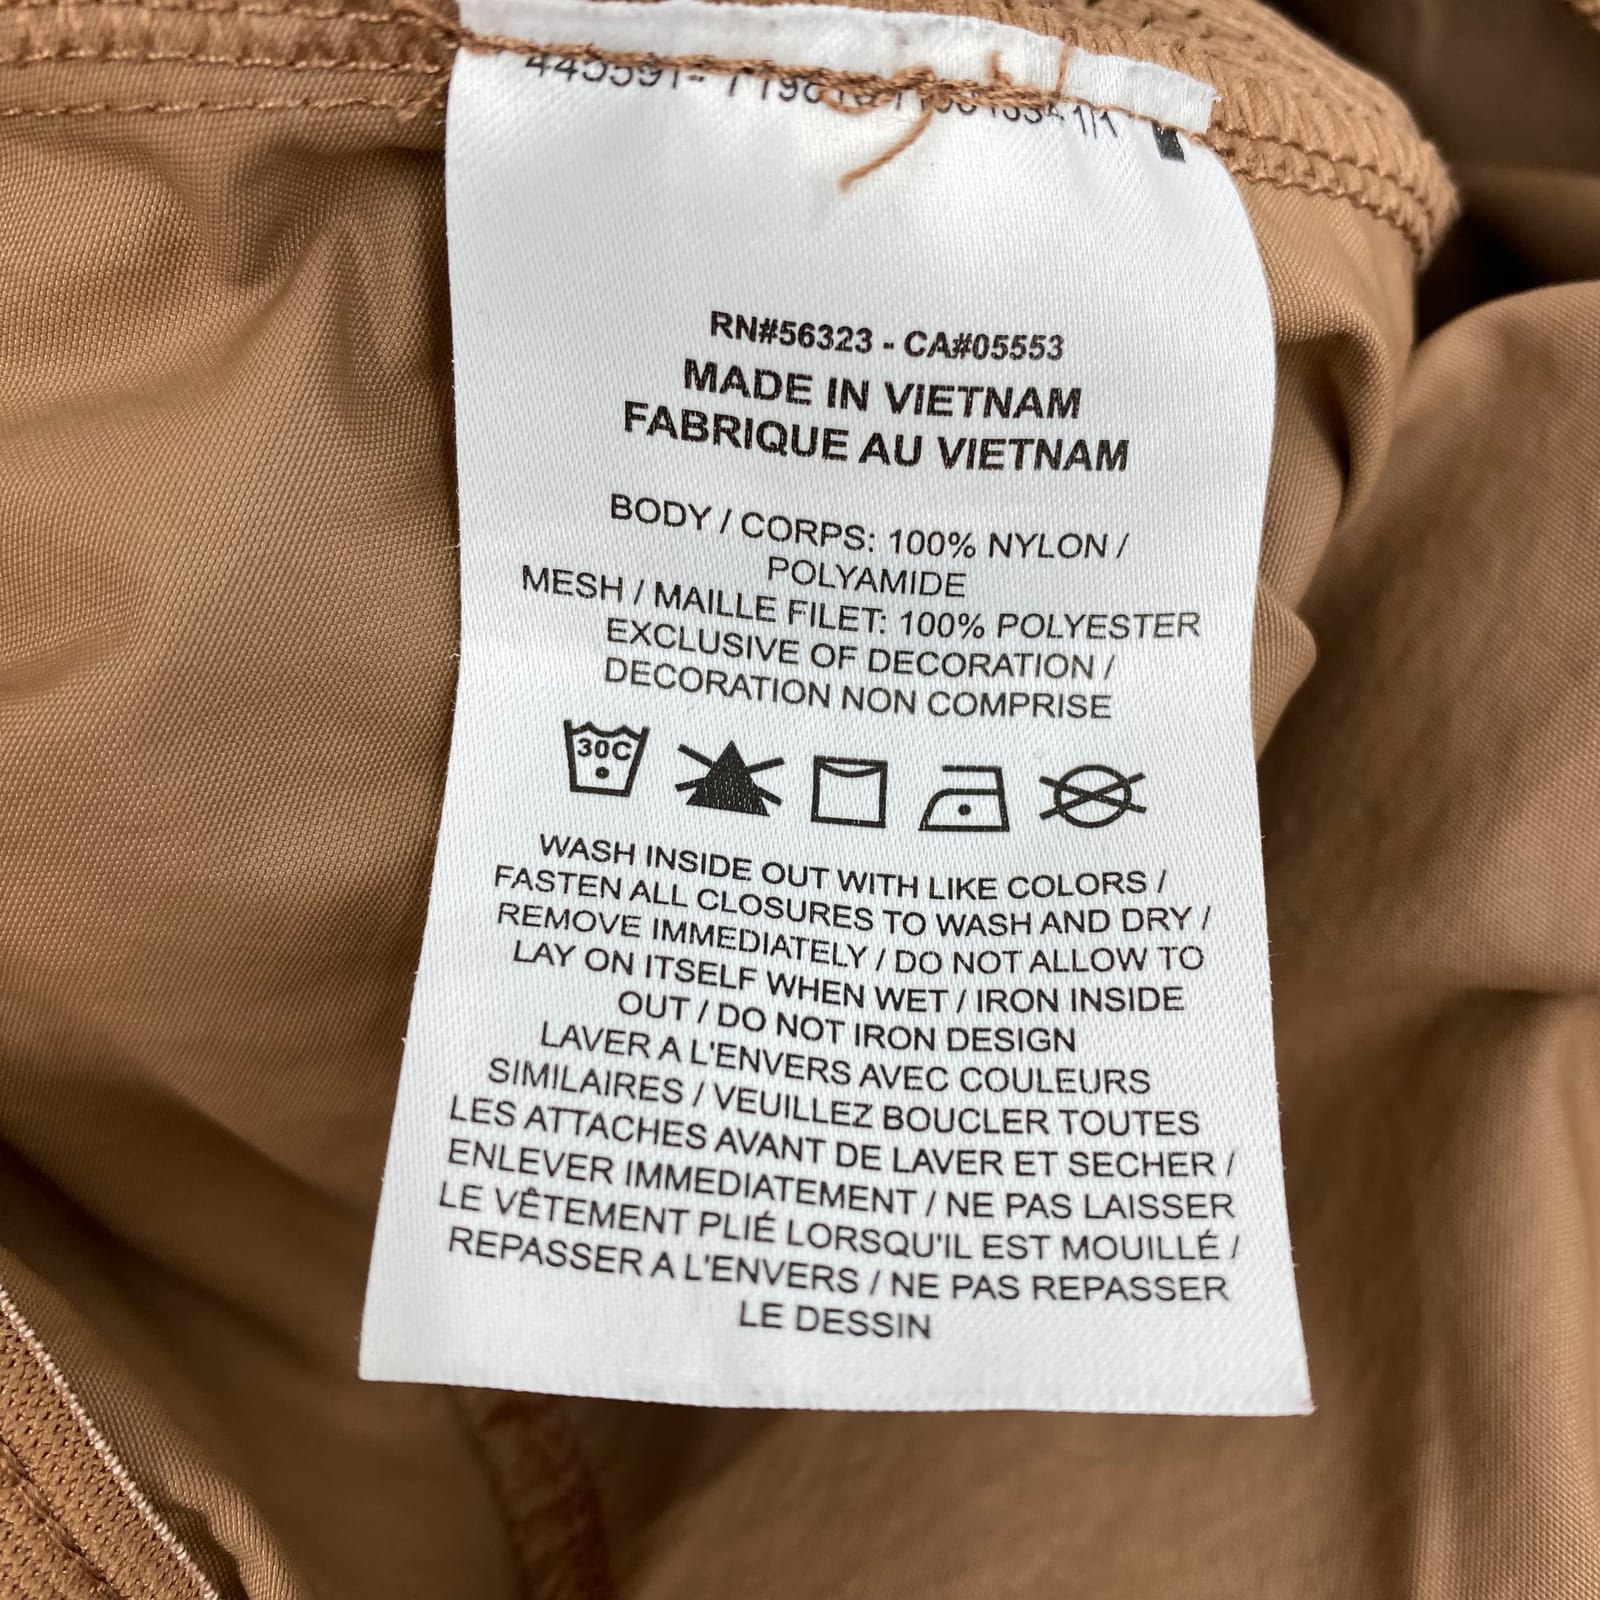 RN#56323 - CA#05553
MADE IN VIETNAM
FABRIQUE AU VIETNAM
BODY / CORPS: 100% NYLON /
POLYAMIDE
MESH / MAILLE FILET: 100% POLYESTER
EXCLUSIVE OF DECORATION /
DECORATION NON COMPRISE
30C
WASH INSIDE OUT WITH LIKE COLORS /
FASTEN ALL CLOSURES TO WASH AND DRY /
REMOVE IMMEDIATELY / DO NOT ALLOW TO
LAY ON ITSELF WHEN WET / IRON INSIDE
OUT / DO NOT IRON DESIGN
LAVER A L'ENVERS AVEC COULEURS
SIMILAIRES / VEUILLEZ BOUCLER TOUTES
LES ATTACHES AVANT DE LAVER ET SECHER /
ENLEVER IMMEDIATEMENT / NE PAS LAISSER
LE VÊTEMENT PLIÉ LORSQU'IL EST MOUILLÉ /
REPASSER A L'ENVERS / NE PAS REPASSER
LE DESSIN